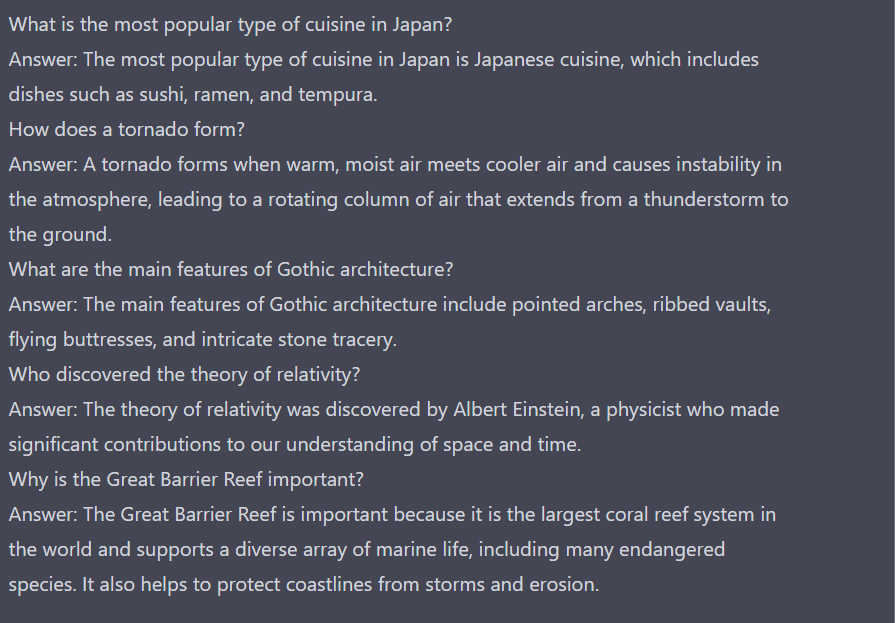 What is the most popular type of cuisine in Japan?
Answer: The most popular type of cuisine in Japan is Japanese cuisine, which includes
dishes such as sushi, ramen, and tempura.
How does a tornado form?
Answer: A tornado forms when warm, moist air meets cooler air and causes instability in
the atmosphere, leading to a rotating column of air that extends from a thunderstorm to
the ground.
What are the main features of Gothic architecture?
Answer: The main features of Gothic architecture include pointed arches, ribbed vaults,
flying buttresses, and intricate stone tracery.
Who discovered the theory of relativity?
Answer: The theory of relativity was discovered by Albert Einstein, a physicist who made
significant contributions to our understanding of space and time.
Why is the Great Barrier Reef important?
Answer: The Great Barrier Reef is important because it is the largest coral reef system in
the world and supports a diverse array of marine life, including many endangered
species. It also helps to protect coastlines from storms and erosion.